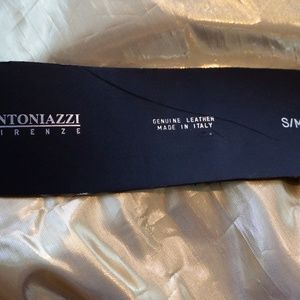 NTONIAZZI
IRENZE
GENUINE LEATHER
MADE IN ITALY
S/M